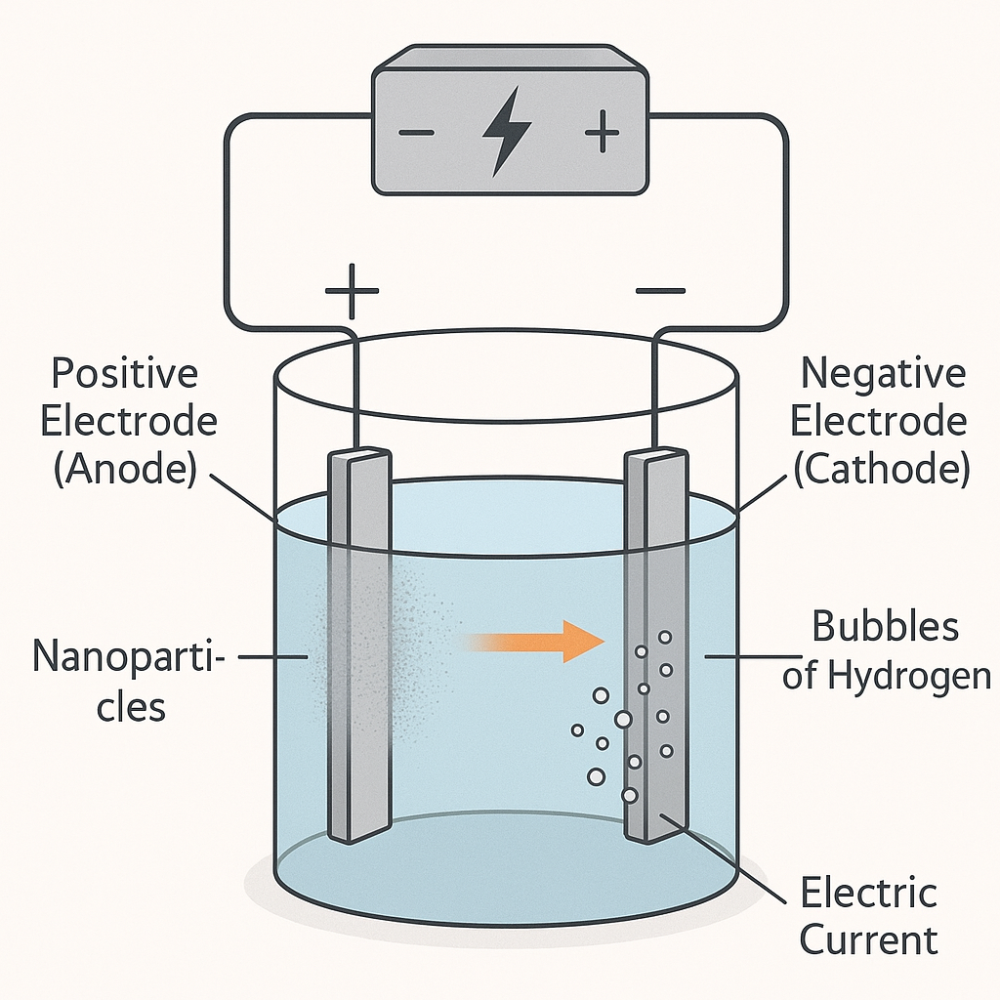 − +
+ −
Positive
Electrode
(Anode)
Negative
Electrode
(Cathode)
Nanoparti-
cles
Bubbles
of Hydrogen
Electric
Current